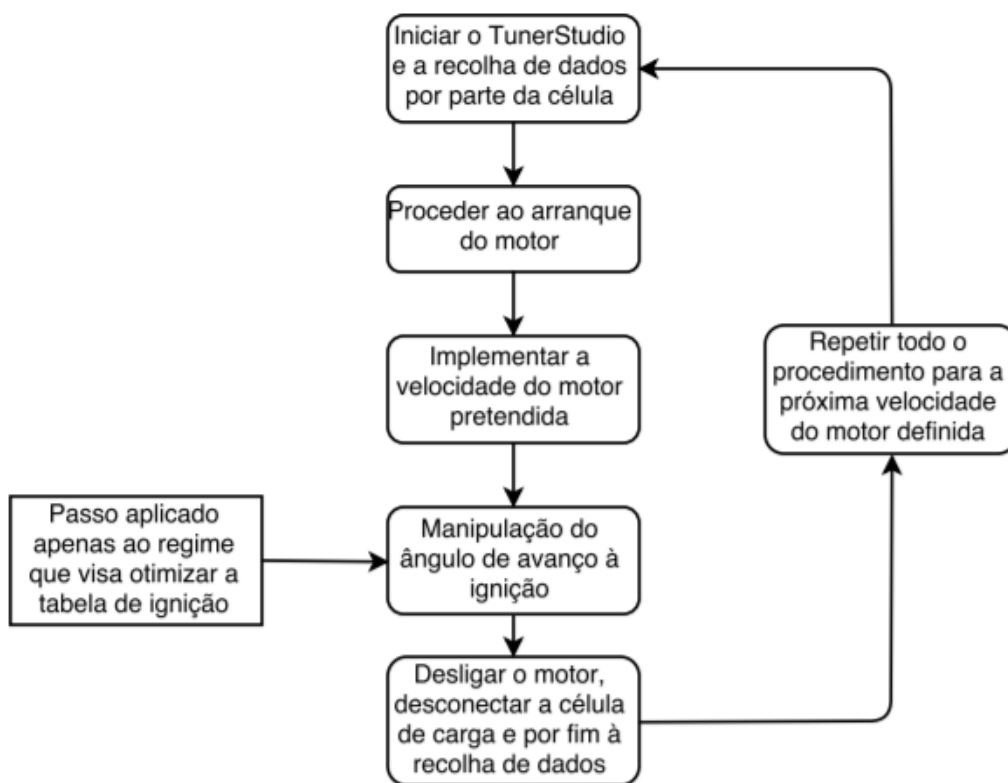 Iniciar o TunerStudio
e a recolha de dados
por parte da célula
Proceder ao arranque
do motor
Implementar a
velocidade do motor
pretendida
Repetir todo o
procedimento para a
próxima velocidade
do motor definida
Passo aplicado
apenas ao regime
que visa otimizar a
tabela de ignição
Manipulação do
ângulo de avanço à
ignição
Desligar o motor,
desconectar a célula
de carga e por fim à
recolha de dados